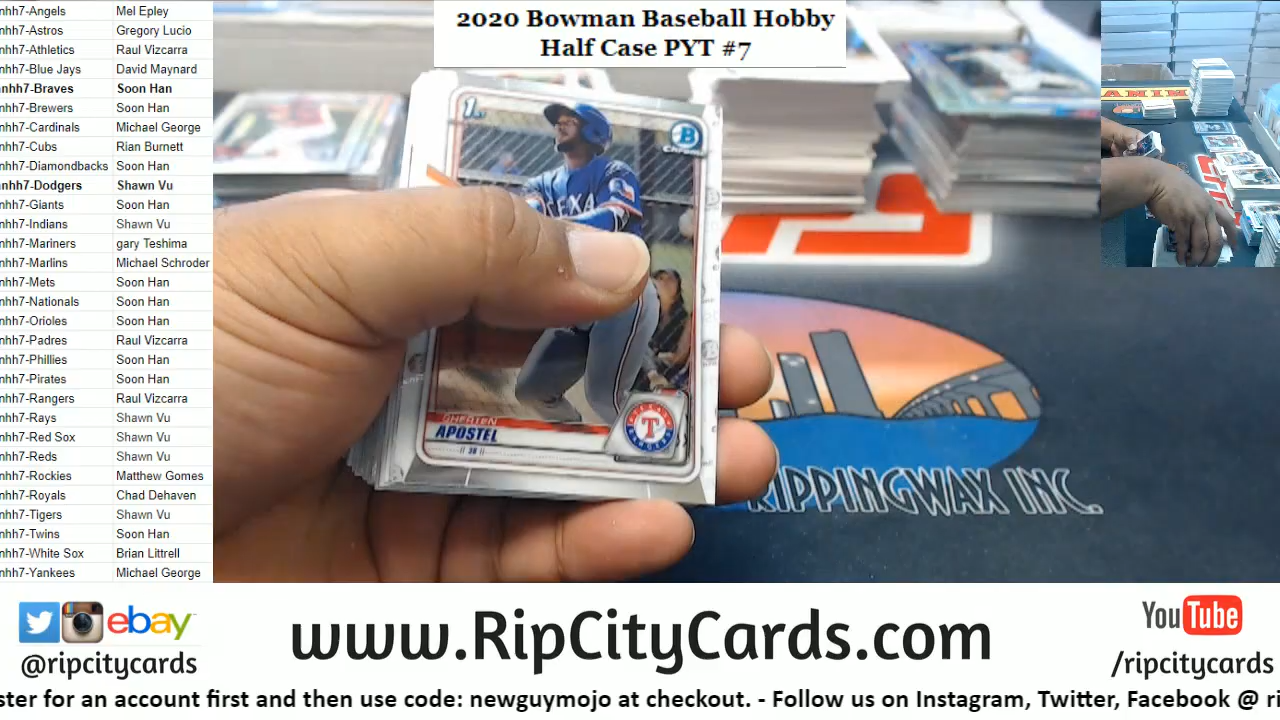 2020 Bowman Baseball Hobby
Half Case PYT #7
nhh7-Angels Mel Epley
nhh7-Astros Gregory Lucio
nhh7-Athletics Raul Vizcarra
nhh7-Blue Jays David Maynard
nhh7-Braves Soon Han
nhh7-Brewers Soon Han
nhh7-Cardinals Michael George
nhh7-Cubs Rian Burnett
nhh7-Diamondbacks Soon Han
nhh7-Dodgers Shawn Vu
nhh7-Giants Soon Han
nhh7-Indians Shawn Vu
nhh7-Mariners gary Teshima
nhh7-Marlins Michael Schroder
nhh7-Mets Soon Han
nhh7-Nationals Soon Han
nhh7-Orioles Soon Han
nhh7-Padres Raul Vizcarra
nhh7-Phillies Soon Han
nhh7-Pirates Soon Han
nhh7-Rangers Raul Vizcarra
nhh7-Rays Shawn Vu
nhh7-Red Sox Shawn Vu
nhh7-Reds Shawn Vu
nhh7-Rockies Matthew Gomes
nhh7-Royals Chad Dehaven
nhh7-Tigers Shawn Vu
nhh7-Twins Soon Han
nhh7-White Sox Brian Littrell
nhh7-Yankees Michael George
1st
B
Chrome
TEXA
SHERTEN
APOSTEL
3B
TEXAS
T
RANGERS
RIPPINGWAX INC.
ANINI
ebay
@ripcitycards
www.RipCityCards.com
YouTube
/ripcitycards
ster for an account first and then use code: newguymojo at checkout. - Follow us on Instagram, Twitter, Facebook @ ri